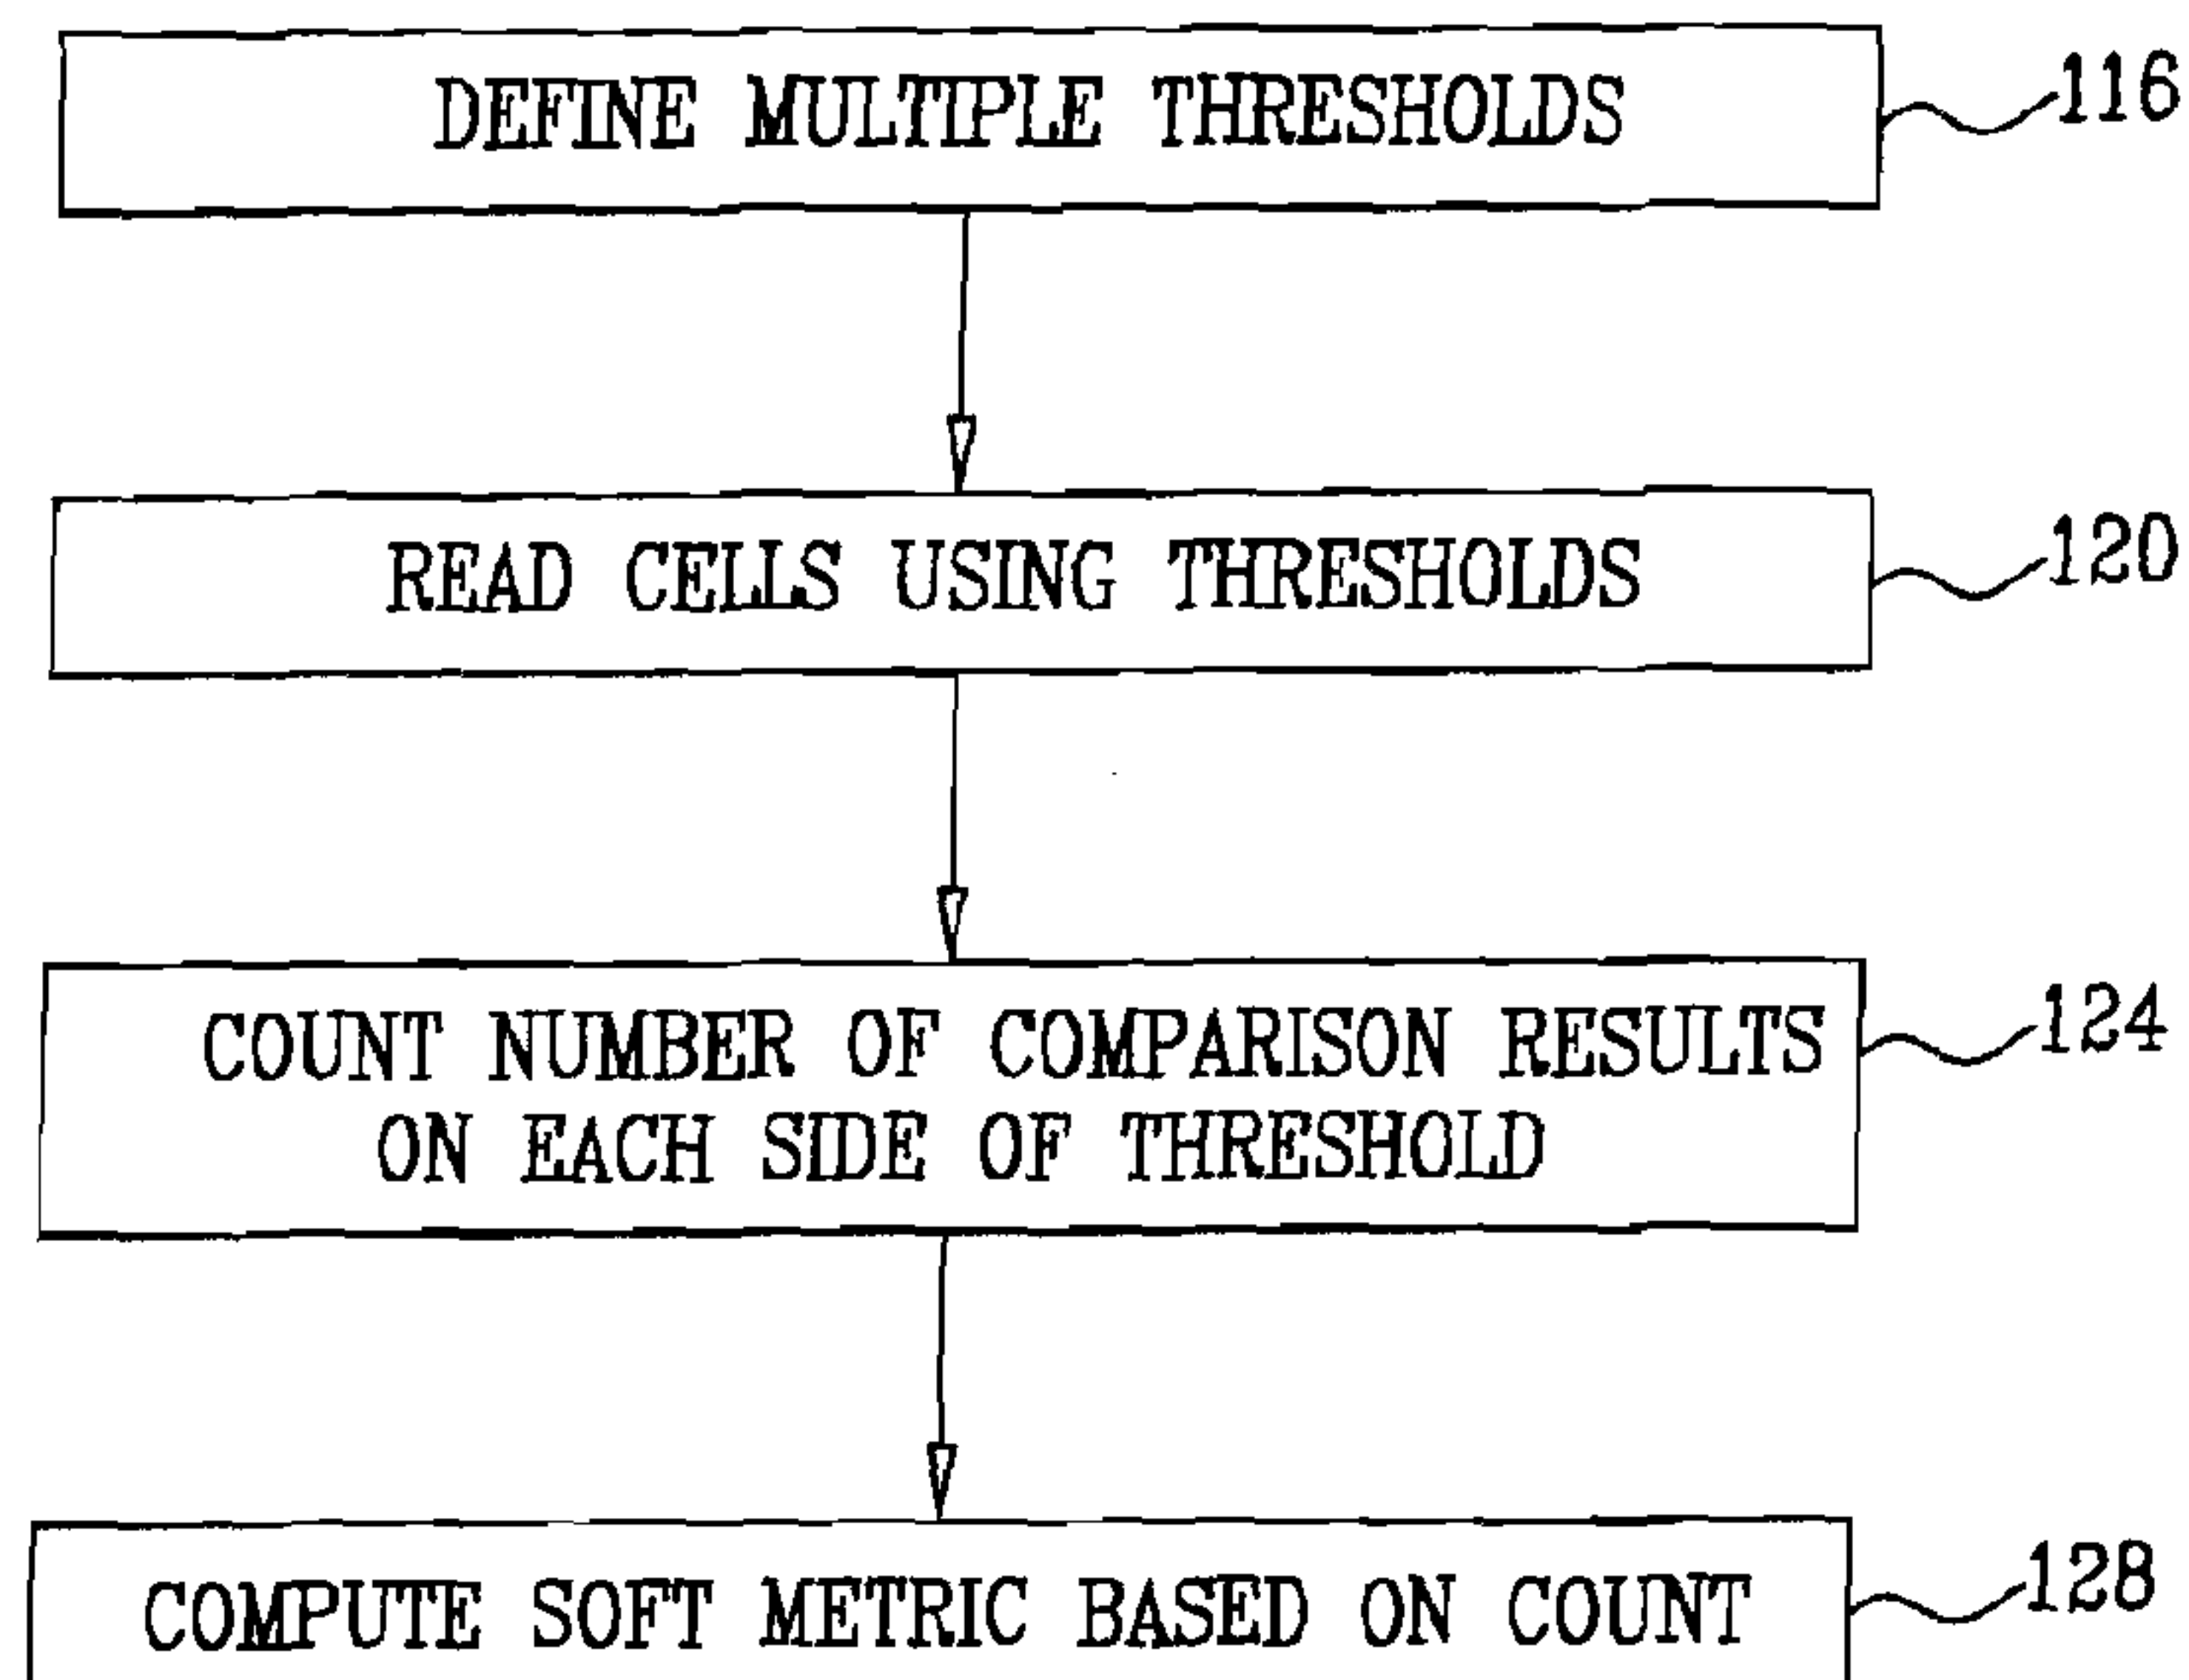 DEFINE MULTIPLE THRESHOLDS
116
READ CELLS USING THRESHOLDS
120
COUNT NUMBER OF COMPARISON RESULTS
ON EACH SIDE OF THRESHOLD
124
COMPUTE SOFT METRIC BASED ON COUNT
128